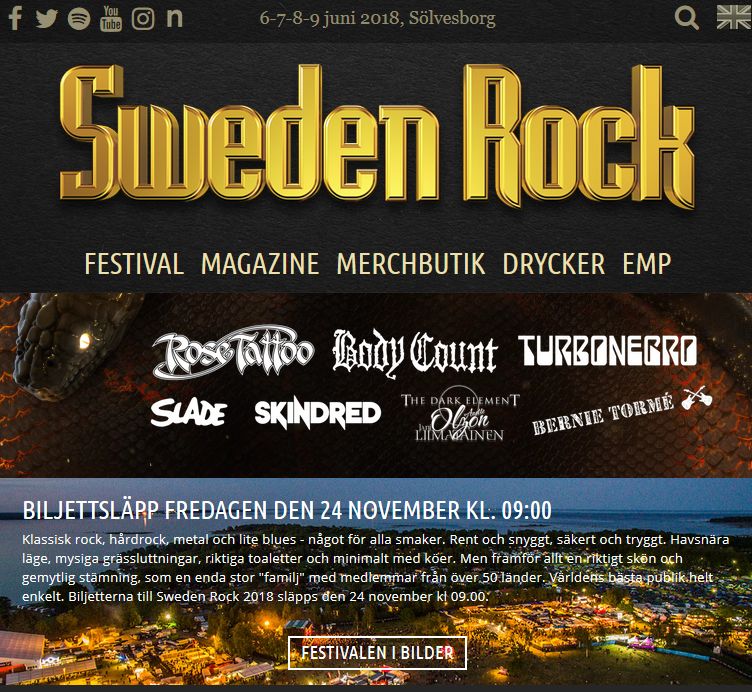 You
Tube
n
6-7-8-9 juni 2018, Sölvesborg
Sweden Rock
FESTIVAL MAGAZINE MERCHBUTIK DRYCKER EMP
Rose Tattoo Body Count TURBONEGRO
SLADE SKINDRED THE DARK ELEMENT
Anette
Olzon
Jani
LIIMATAINEN
BERNIE TORMÉ
BILJETTSLÄPP FREDAGEN DEN 24 NOVEMBER KL. 09:00
Klassisk rock, hårdrock, metal och lite blues - något för alla smaker. Rent och snyggt, säkert och tryggt. Havsnära
läge, mysiga grässluttningar, riktiga toaletter och minimalt med köer. Men framför allt en riktigt skön och
gemytlig stämning, som en enda stor "familj" med medlemmar från över 50 länder. Världens bästa publik helt
enkelt. Biljetterna till Sweden Rock 2018 släpps den 24 november kl 09.00.
FESTIVALEN I BILDER